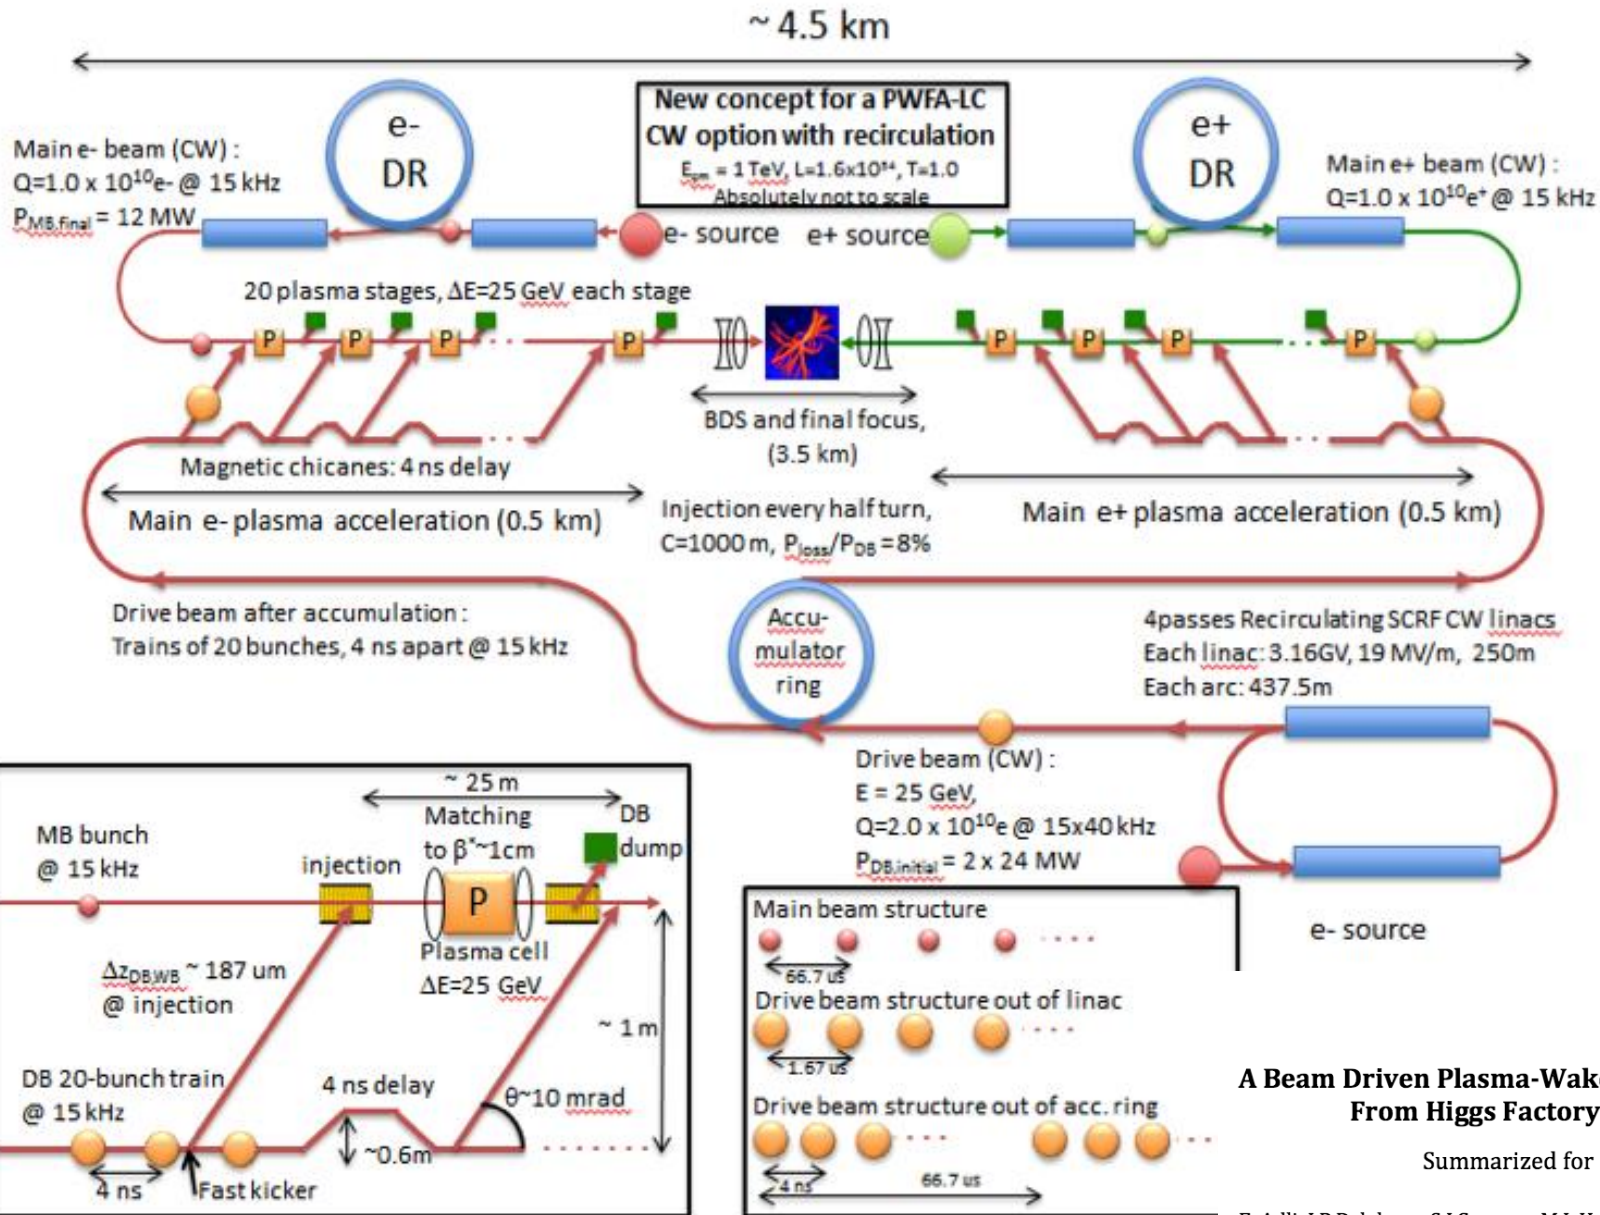 ~ 4.5 km
New concept for a PWFA-LC
CW option with recirculation
= 1 TeV, L=1.6x10³⁴, T=1.0
Absolutely not to scale
e-
DR
e+
DR
Main e- beam (CW) :
Q=1.0 x 10¹⁰e- @ 15 kHz
P_MB,final = 12 MW
Main e+ beam (CW) :
Q=1.0 x 10¹⁰e⁺ @ 15 kHz
e- source
e+ source
20 plasma stages, ΔE=25 GeV each stage
P
P
P
P
P
P
P
P
BDS and final focus,
(3.5 km)
Magnetic chicanes: 4 ns delay
Main e- plasma acceleration (0.5 km)
Injection every half turn,
C=1000 m, P_loss/P_DB =8%
Main e+ plasma acceleration (0.5 km)
Drive beam after accumulation :
Trains of 20 bunches, 4 ns apart @ 15 kHz
Accu-
mulator
ring
4passes Recirculating SCRF CW linacs
Each linac: 3.16GV, 19 MV/m, 250m
Each arc: 437.5m
Drive beam (CW) :
E = 25 GeV,
Q=2.0 x 10¹⁰e @ 15x40 kHz
P_DB,initial = 2 x 24 MW
e- source
~ 25 m
Matching
to β*~1cm
DB
dump
MB bunch
@ 15 kHz
injection
P
Plasma cell
ΔE=25 GeV
Δz_DB,WB ~ 187 um
@ injection
~ 1 m
DB 20-bunch train
@ 15 kHz
4 ns delay
θ~10 mrad
~0.6m
4 ns
Fast kicker
Main beam structure
66.7 us
Drive beam structure out of linac
1.67 us
Drive beam structure out of acc. ring
4 ns
66.7 us
A Beam Driven Plasma-Wak
From Higgs Factory
Summarized for